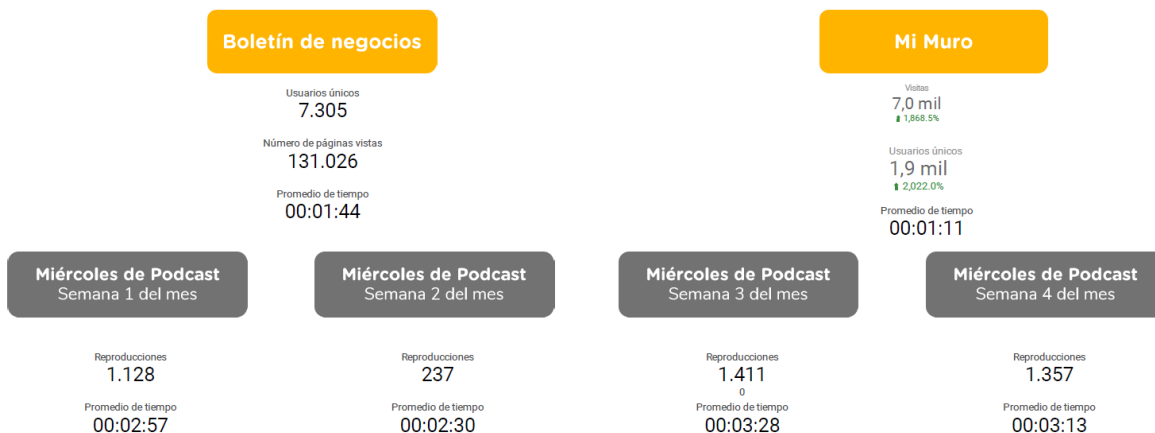 Boletín de negocios
Usuarios únicos
7.305
Número de páginas vistas
131.026
Promedio de tiempo
00:01:44
Mi Muro
Visitas
7,0 mil
1,868.5%
Usuarios únicos
1,9 mil
2,022.0%
Promedio de tiempo
00:01:11
Miércoles de Podcast
Semana 1 del mes
Reproducciones
1.128
Promedio de tiempo
00:02:57
Miércoles de Podcast
Semana 2 del mes
Reproducciones
237
Promedio de tiempo
00:02:30
Miércoles de Podcast
Semana 3 del mes
Reproducciones
1.411
0
Promedio de tiempo
00:03:28
Miércoles de Podcast
Semana 4 del mes
Reproducciones
1.357
Promedio de tiempo
00:03:13